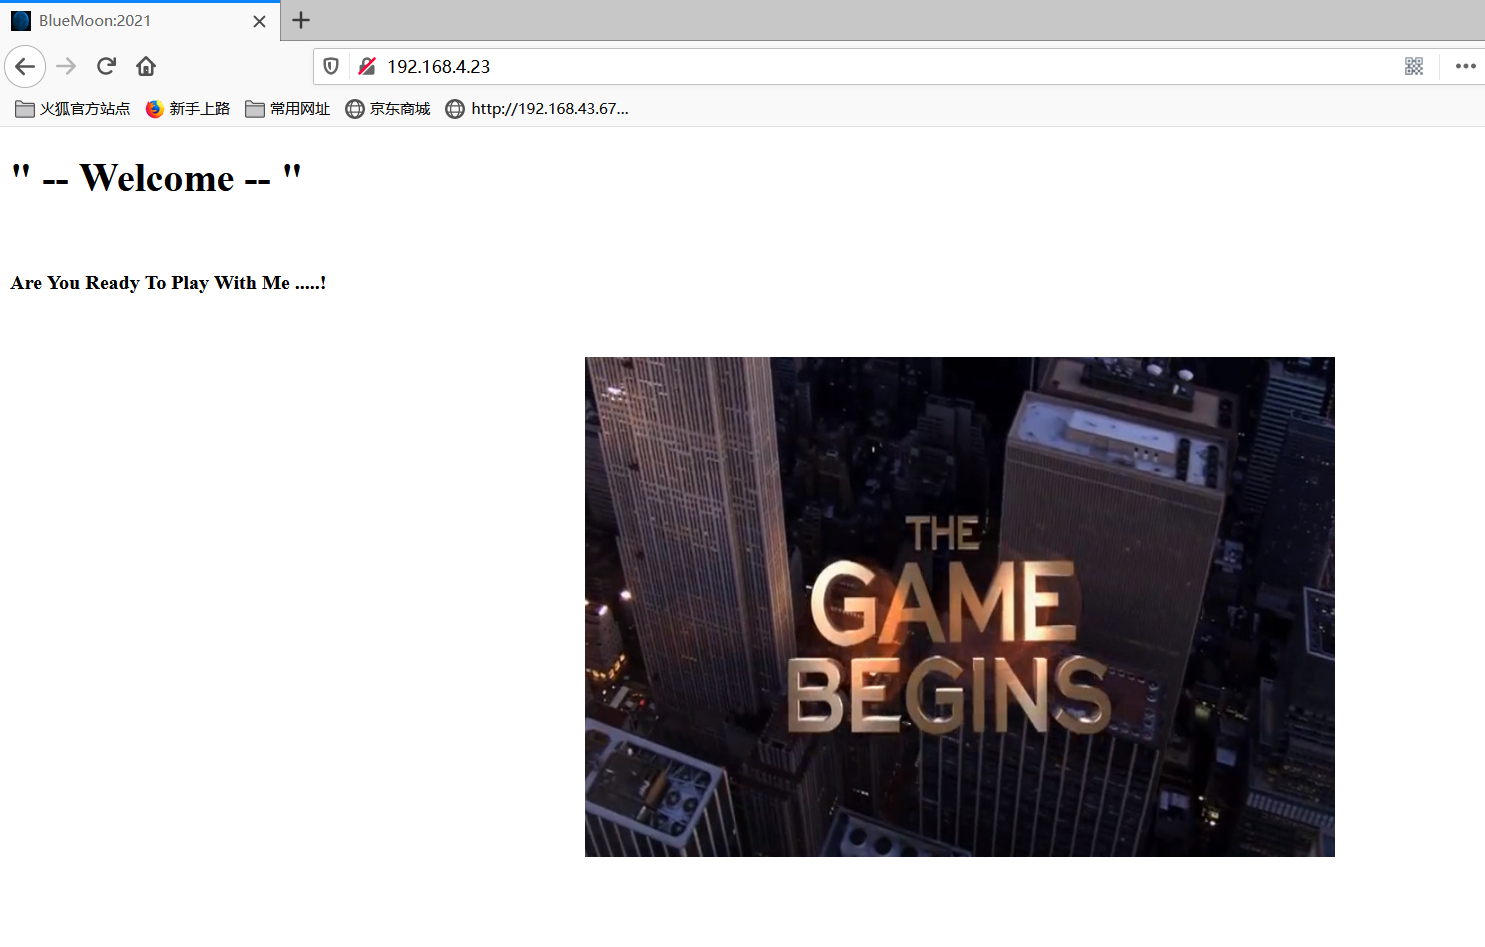 BlueMoon:2021
192.168.4.23
火狐官方站点 新手上路 常用网址 京东商城 http://192.168.43.67...
" -- Welcome -- "
Are You Ready To Play With Me .....!
THE
GAME
BEGINS